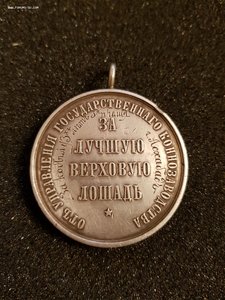 ОТЪ УПРАВЛЕНІЯ ГОСУДАРСТВЕННАГО КОННОЗАВОДСТВА
ЗА
ЛУЧШУЮ
ВЕРХОВУЮ
ЛОШАДЬ